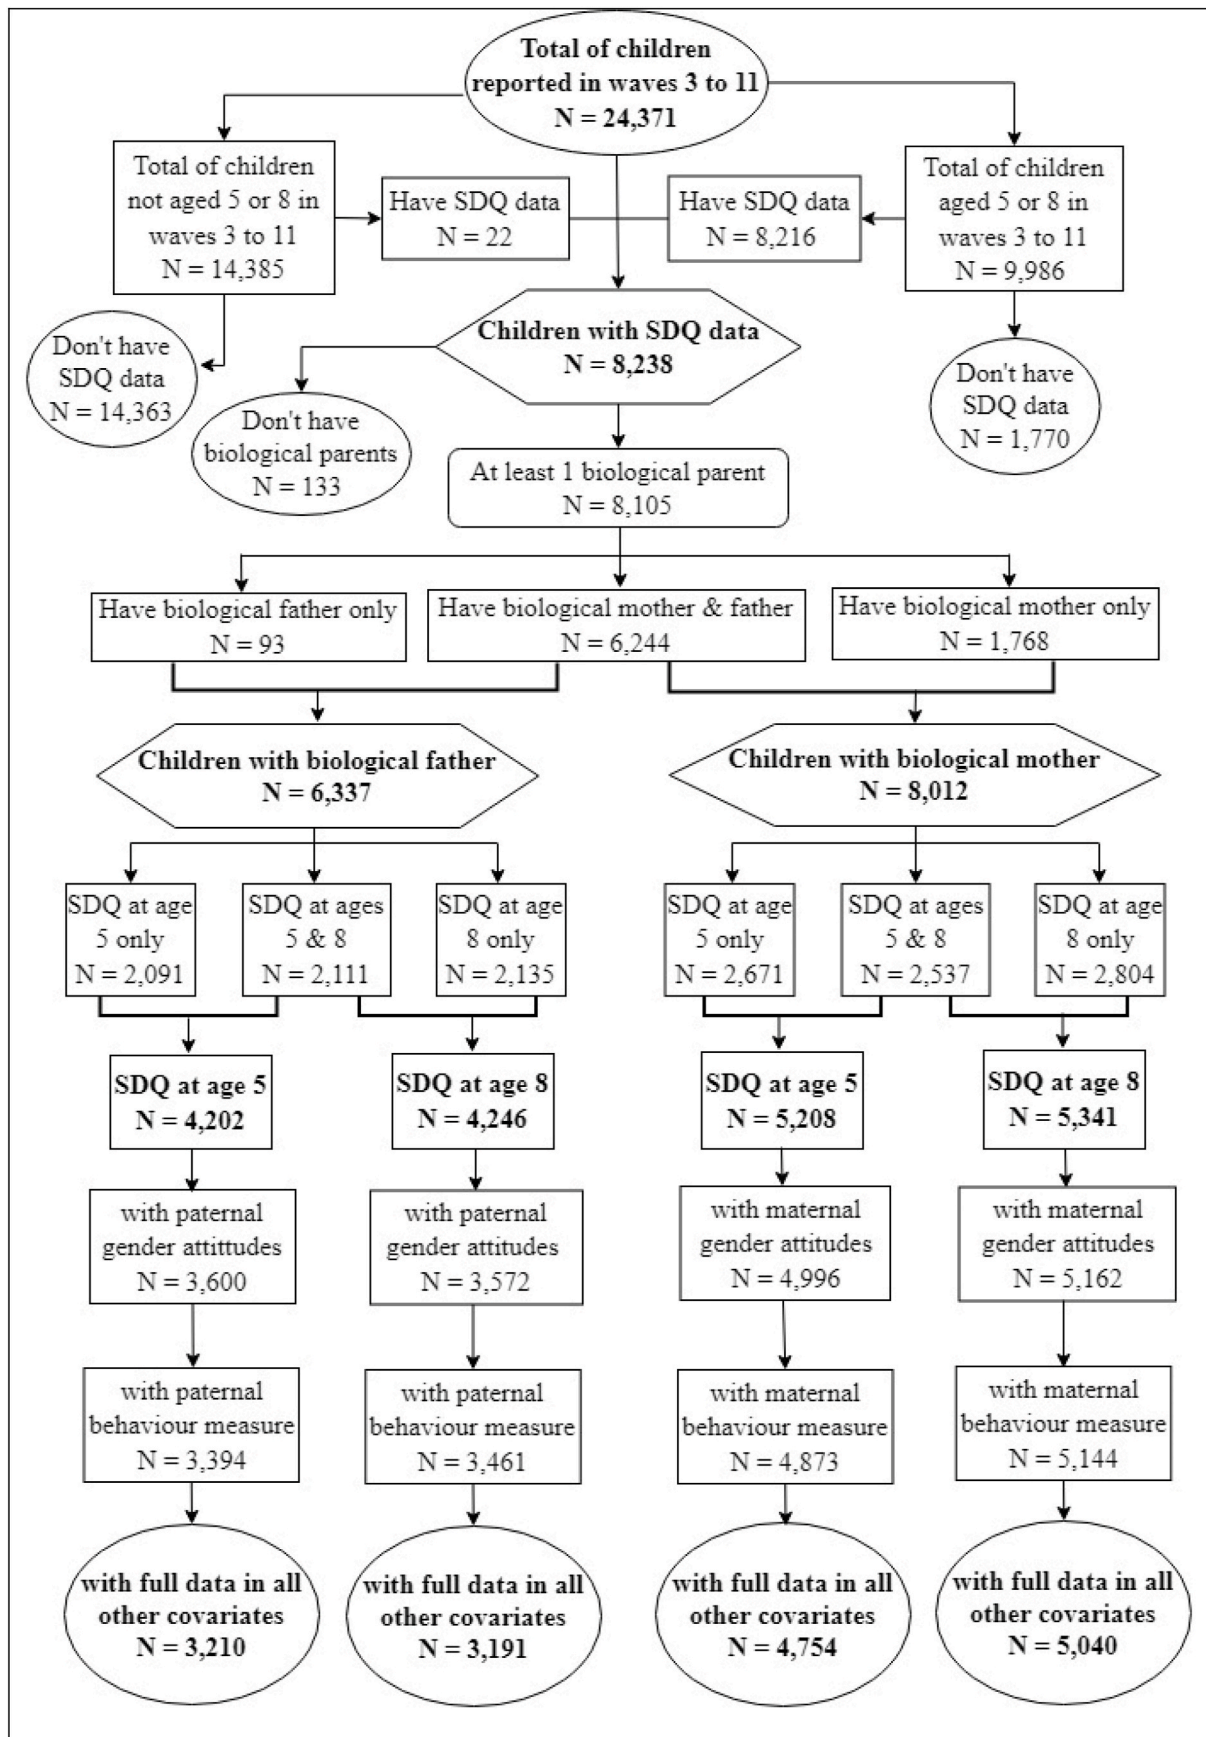 Total of children
reported in waves 3 to 11
N = 24,371
Total of children
not aged 5 or 8 in
waves 3 to 11
N = 14,385
Have SDQ data
N = 22
Have SDQ data
N = 8,216
Total of children
aged 5 or 8 in
waves 3 to 11
N = 9,986
Don't have
SDQ data
N = 14,363
Children with SDQ data
N = 8,238
Don't have
SDQ data
N = 1,770
Don't have
biological parents
N = 133
At least 1 biological parent
N = 8,105
Have biological father only
N = 93
Have biological mother & father
N = 6,244
Have biological mother only
N = 1,768
Children with biological father
N = 6,337
Children with biological mother
N = 8,012
SDQ at age
5 only
N = 2,091
SDQ at ages
5 & 8
N = 2,111
SDQ at age
8 only
N = 2,135
SDQ at age
5 only
N = 2,671
SDQ at ages
5 & 8
N = 2,537
SDQ at age
8 only
N = 2,804
SDQ at age 5
N = 4,202
SDQ at age 8
N = 4,246
SDQ at age 5
N = 5,208
SDQ at age 8
N = 5,341
with paternal
gender attittudes
N = 3,600
with paternal
gender attitudes
N = 3,572
with maternal
gender attitudes
N = 4,996
with maternal
gender attitudes
N = 5,162
with paternal
behaviour measure
N = 3,394
with paternal
behaviour measure
N = 3,461
with maternal
behaviour measure
N = 4,873
with maternal
behaviour measure
N = 5,144
with full data in all
other covariates
N = 3,210
with full data in all
other covariates
N = 3,191
with full data in all
other covariates
N = 4,754
with full data in all
other covariates
N = 5,040